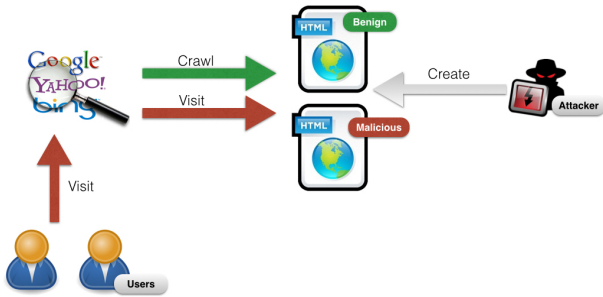 HTML
Benign
Google
YAHOO!
bing
Crawl
Visit
Create
Attacker
HTML
Malicious
Visit
Users